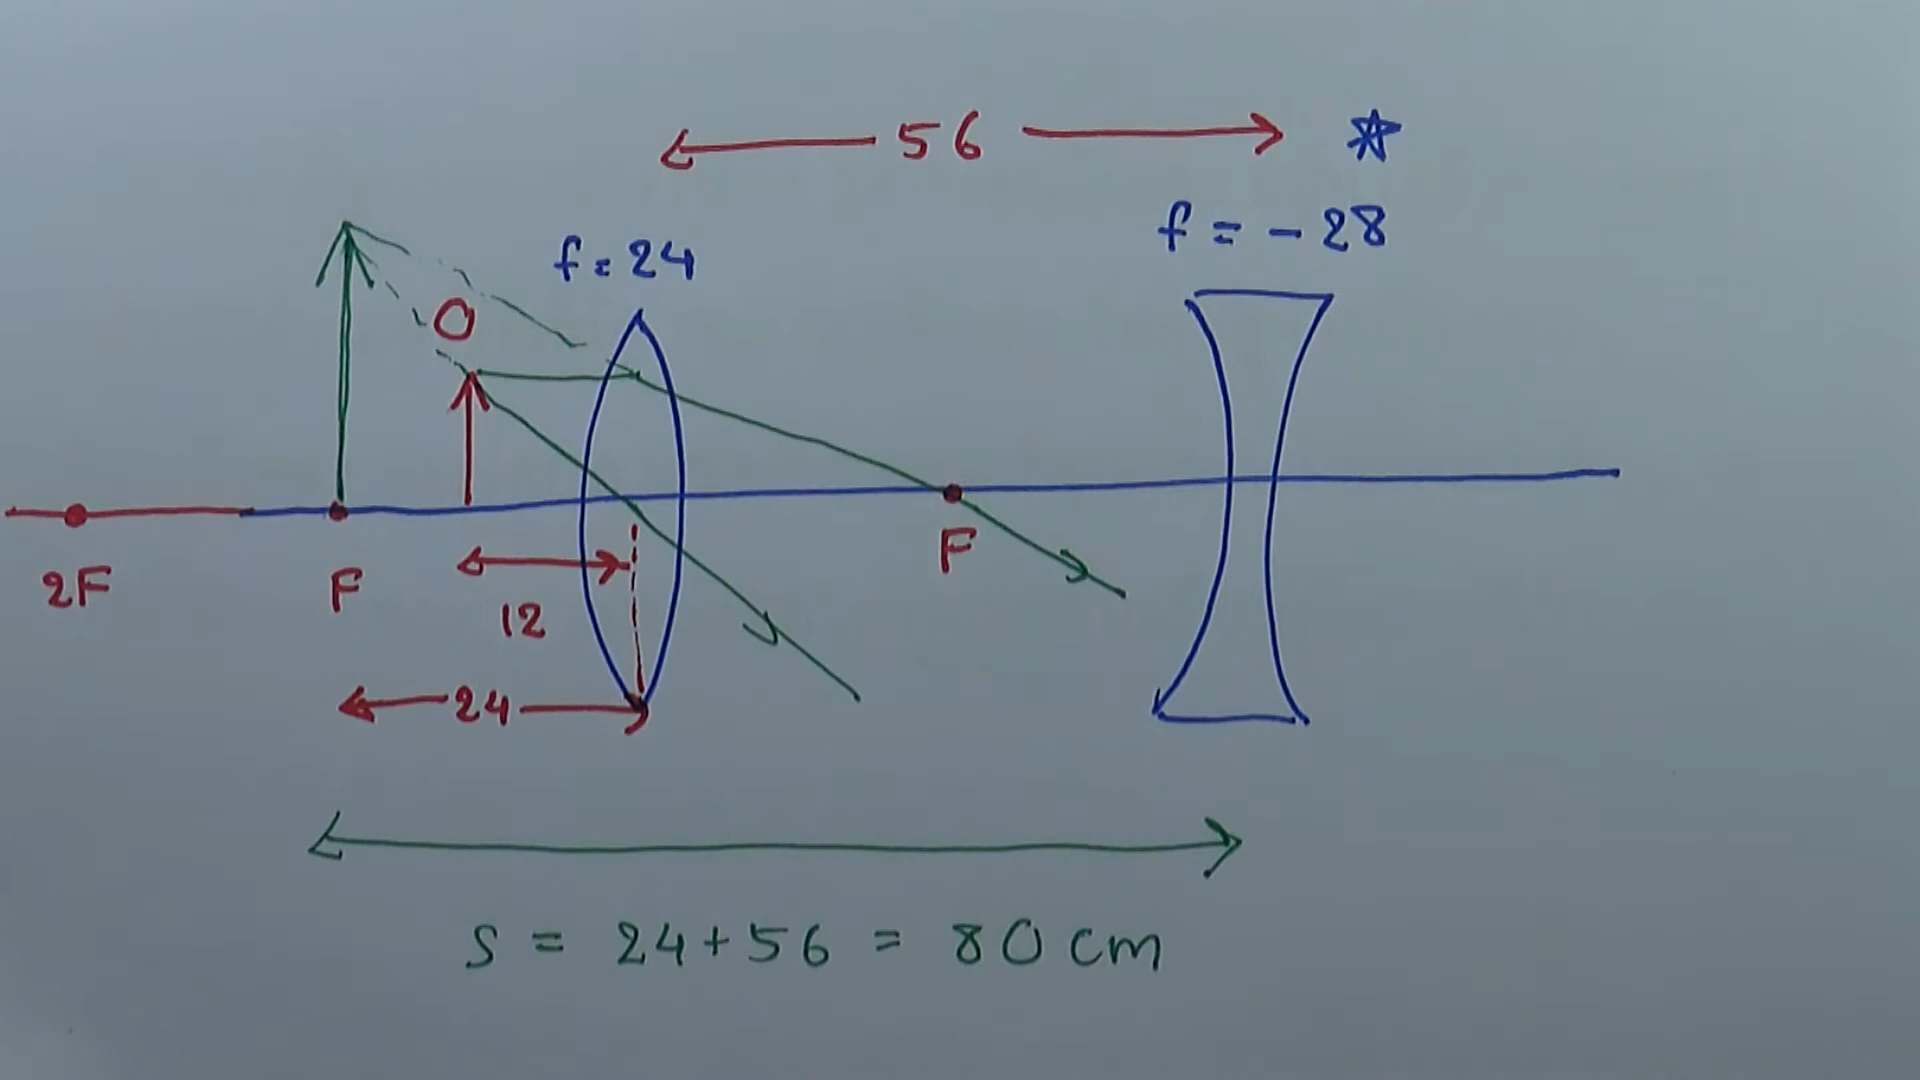 56
f = - 28
f = 24
O
F
2F
F
12
24
S = 24 + 56 = 80 cm